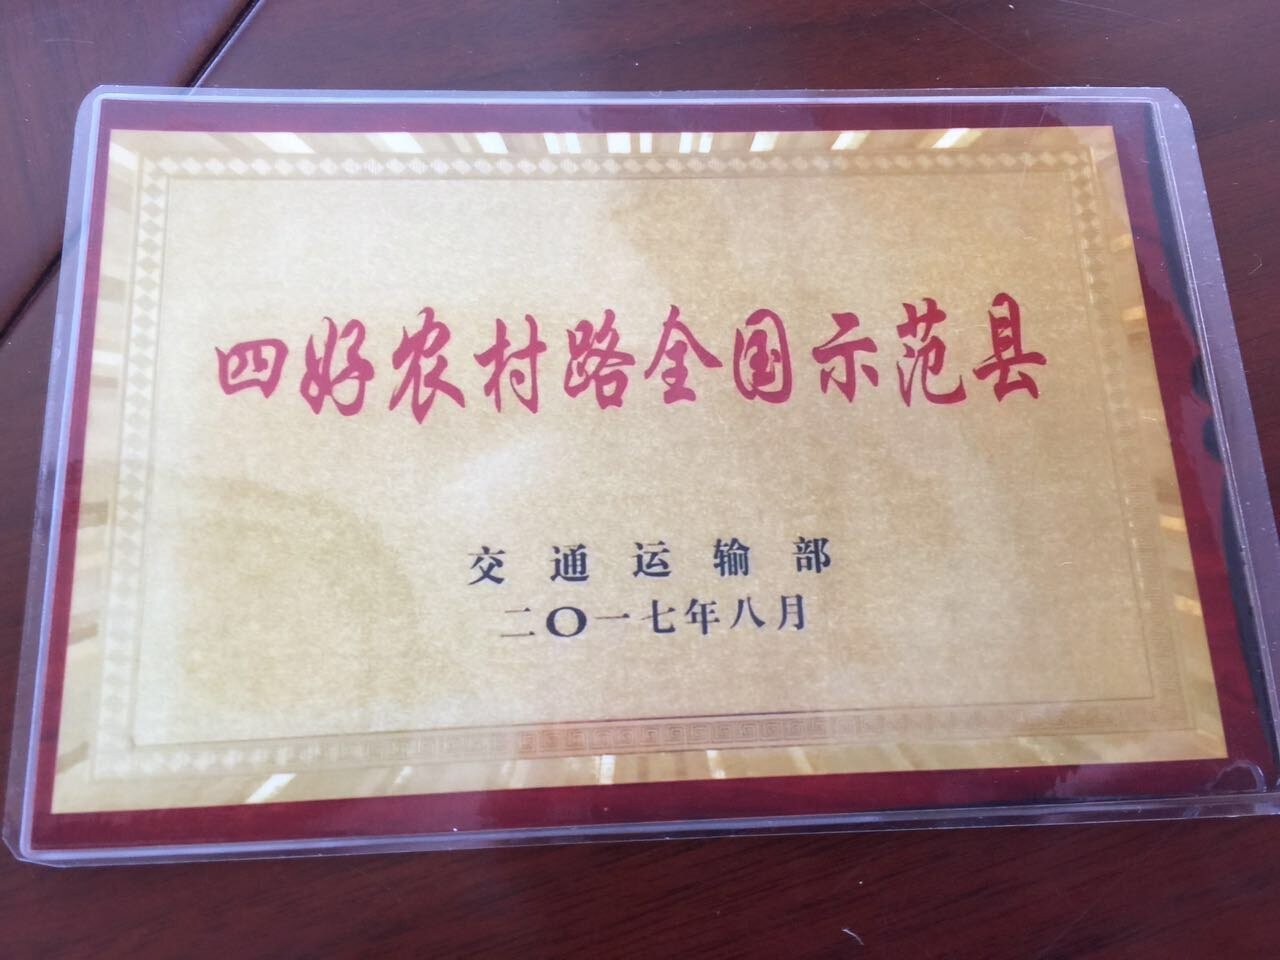 四好农村路全国示范县
交通运输部
二〇一七年八月